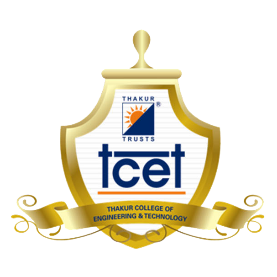 THAKUR
®
TRUSTS
tcet
THAKUR COLLEGE OF
ENGINEERING & TECHNOLOGY